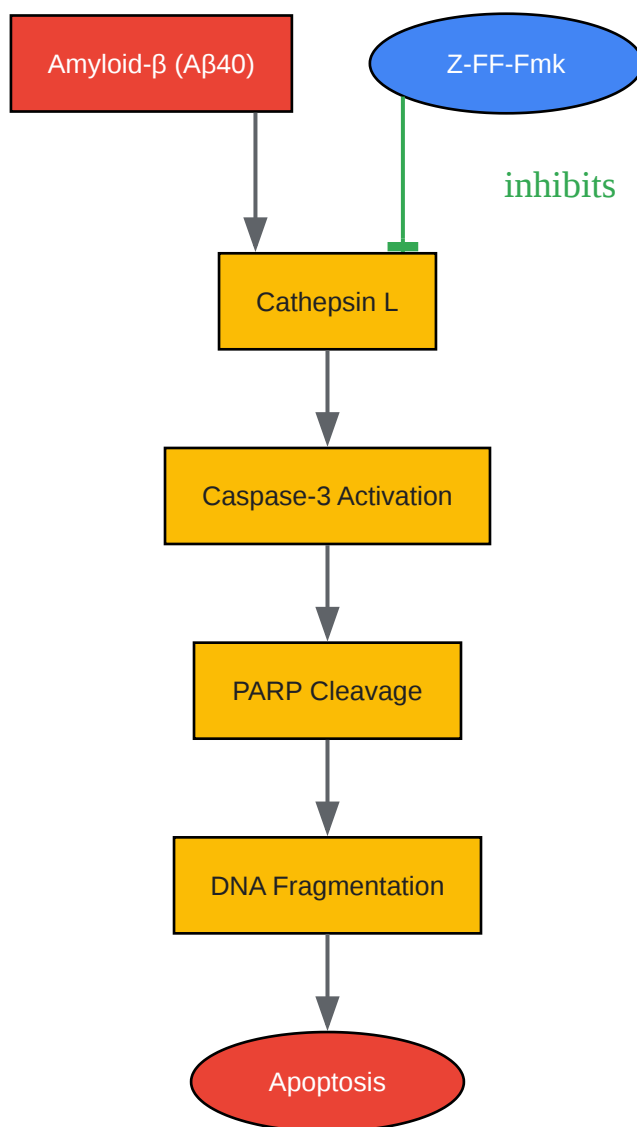 Amyloid-β (Aβ40)
Z-FF-Fmk
inhibits
Cathepsin L
Caspase-3 Activation
PARP Cleavage
DNA Fragmentation
Apoptosis